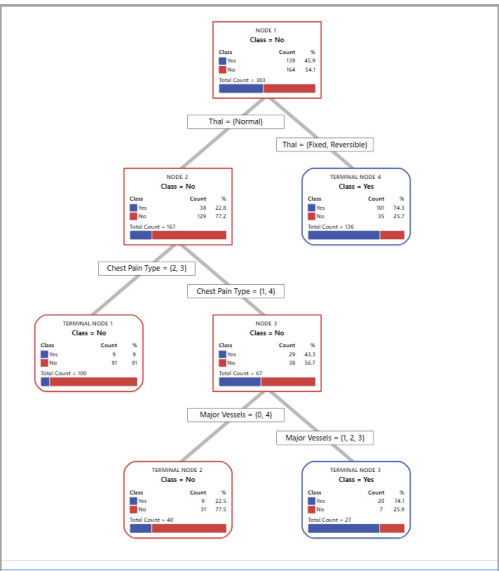 NODE 1
Class = No
Class Count %
Yes 139 45.9
No 164 54.1
Total Count = 303
Thal = {Normal}
Thal = {Fixed, Reversible}
NODE 2
Class = No
Class Count %
Yes 38 22.8
No 129 77.2
Total Count = 167
TERMINAL NODE 4
Class = Yes
Class Count %
Yes 101 74.3
No 35 25.7
Total Count = 136
Chest Pain Type = {2, 3}
Chest Pain Type = {1, 4}
TERMINAL NODE 1
Class = No
Class Count %
Yes 9 9
No 91 91
Total Count = 100
NODE 3
Class = No
Class Count %
Yes 29 43.3
No 38 56.7
Total Count = 67
Major Vessels = {0, 4}
Major Vessels = {1, 2, 3}
TERMINAL NODE 2
Class = No
Class Count %
Yes 9 22.5
No 31 77.5
Total Count = 40
TERMINAL NODE 3
Class = Yes
Class Count %
Yes 20 74.1
No 7 25.9
Total Count = 27